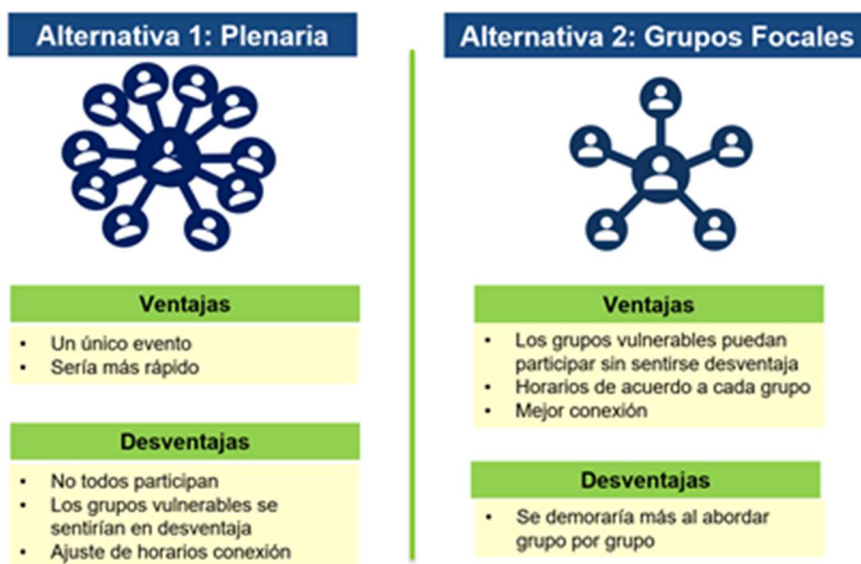 Alternativa 1: Plenaria
Ventajas
• Un único evento
• Sería más rápido
Desventajas
• No todos participan
• Los grupos vulnerables se
sentirían en desventaja
• Ajuste de horarios conexión
Alternativa 2: Grupos Focales
Ventajas
• Los grupos vulnerables puedan
participar sin sentirse desventaja
• Horarios de acuerdo a cada grupo
• Mejor conexión
Desventajas
• Se demoraría más al abordar
grupo por grupo